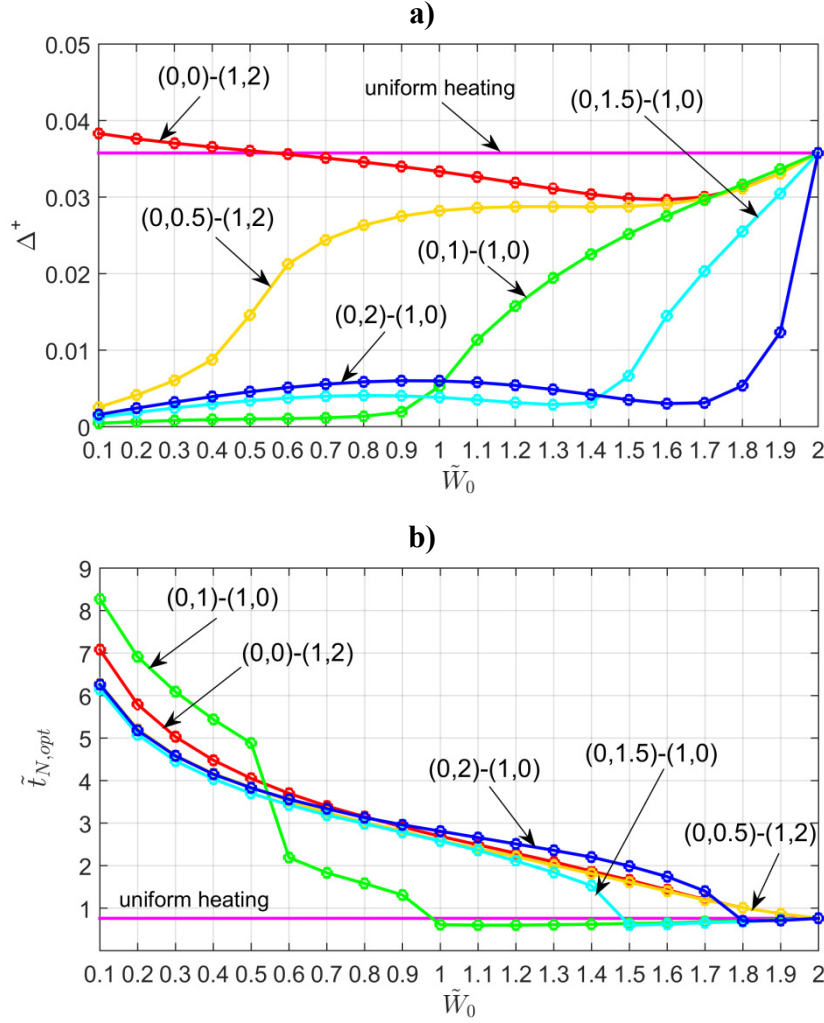 a)
0.05
0.04
0.03
0.02
0.01
0
Δ⁺
(0,0)-(1,2)
uniform heating
(0,1.5)-(1,0)
(0,0.5)-(1,2)
(0,1)-(1,0)
(0,2)-(1,0)
0.1 0.2 0.3 0.4 0.5 0.6 0.7 0.8 0.9 1 1.1 1.2 1.3 1.4 1.5 1.6 1.7 1.8 1.9 2
W̃₀
b)
9
8
7
6
5
4
3
2
1
t̃_N,opt
(0,1)-(1,0)
(0,0)-(1,2)
(0,1.5)-(1,0)
(0,2)-(1,0)
(0,0.5)-(1,2)
uniform heating
0.1 0.2 0.3 0.4 0.5 0.6 0.7 0.8 0.9 1 1.1 1.2 1.3 1.4 1.5 1.6 1.7 1.8 1.9 2
W̃₀